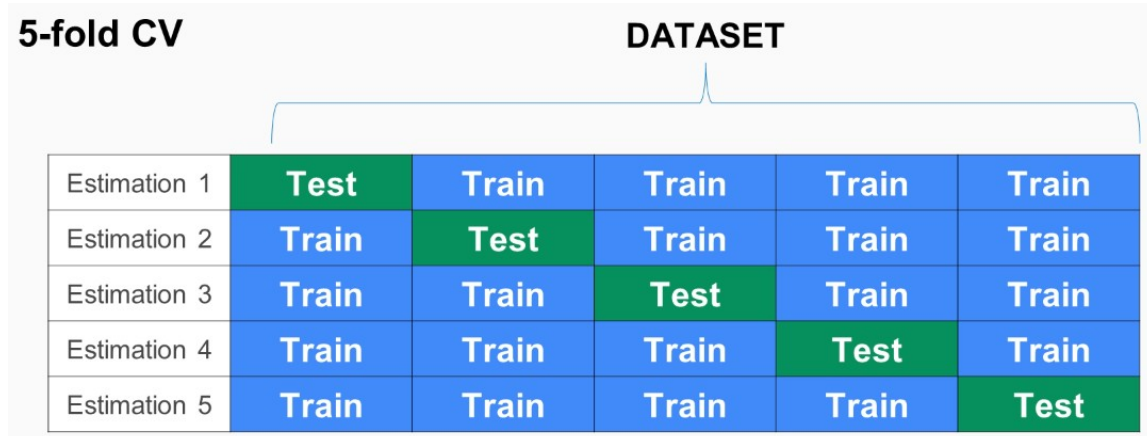 5-fold CV DATASET
Estimation 1 Test Train Train Train Train
Estimation 2 Train Test Train Train Train
Estimation 3 Train Train Test Train Train
Estimation 4 Train Train Train Test Train
Estimation 5 Train Train Train Train Test